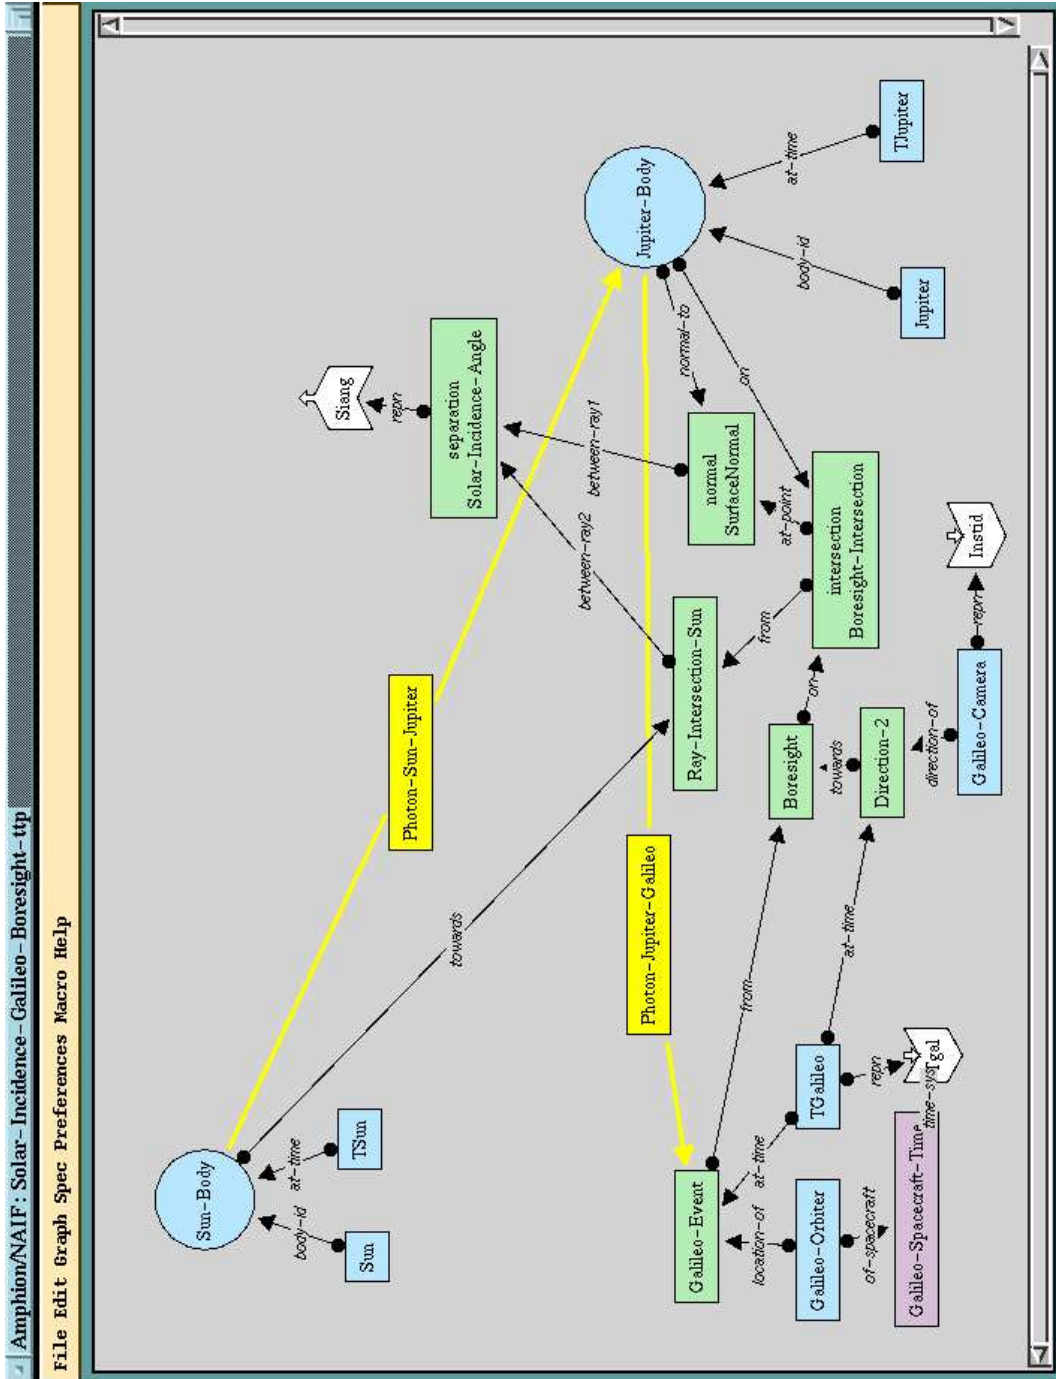 Amphion/NAIF: Solar-Incidence-Galileo-Boresight-ttp
File Edit Graph Spec Preferences Macro Help
Sun-Body
body-id
at-time
Sun
TSun
Photon-Sun-Jupiter
Siang
repn
separation
Solar-Incidence-Angle
towards
between-ray2
between-ray1
Jupiter-Body
normal-to
on
body-id
at-time
Jupiter
TJupiter
Photon-Jupiter-Galileo
Ray-Intersection-Sun
normal
SurfaceNormal
from
at-point
Galileo-Event
from
Boresight
on
intersection
Boresight-Intersection
location-of
at-time
towards
Galileo-Orbiter
TGalileo
at-time
Direction-2
of-spacecraft
repn
direction-of
Galileo-Spacecraft-Time
time-sys
Tgal
Galileo-Camera
repn
Instid